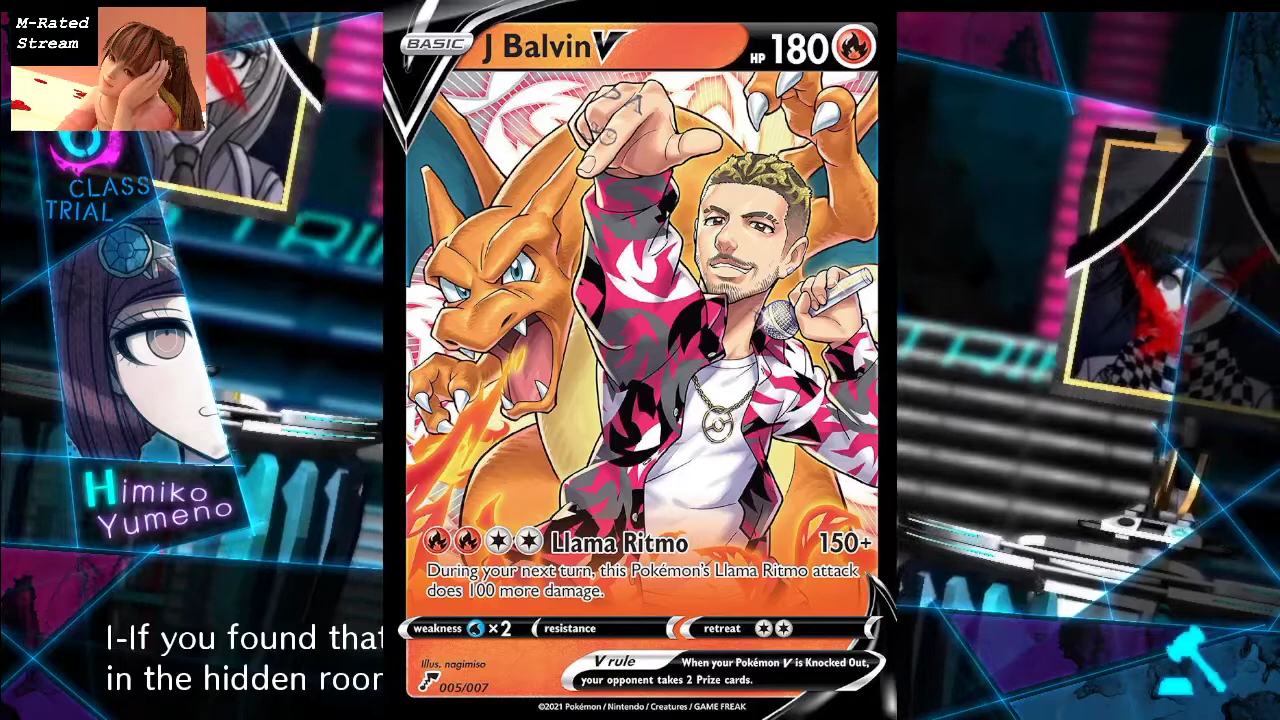 M-Rated
Stream
CLASS
TRIAL
Himiko
Yumeno
I-If you found that
in the hidden roor
BASIC
J Balvin V
HP 180
Llama Ritmo 150+
During your next turn, this Pokémon's Llama Ritmo attack
does 100 more damage.
weakness ×2 resistance retreat
Illus. nagimiso
005/007
V rule When your Pokémon V is Knocked Out,
your opponent takes 2 Prize cards.
©2021 Pokémon / Nintendo / Creatures / GAME FREAK